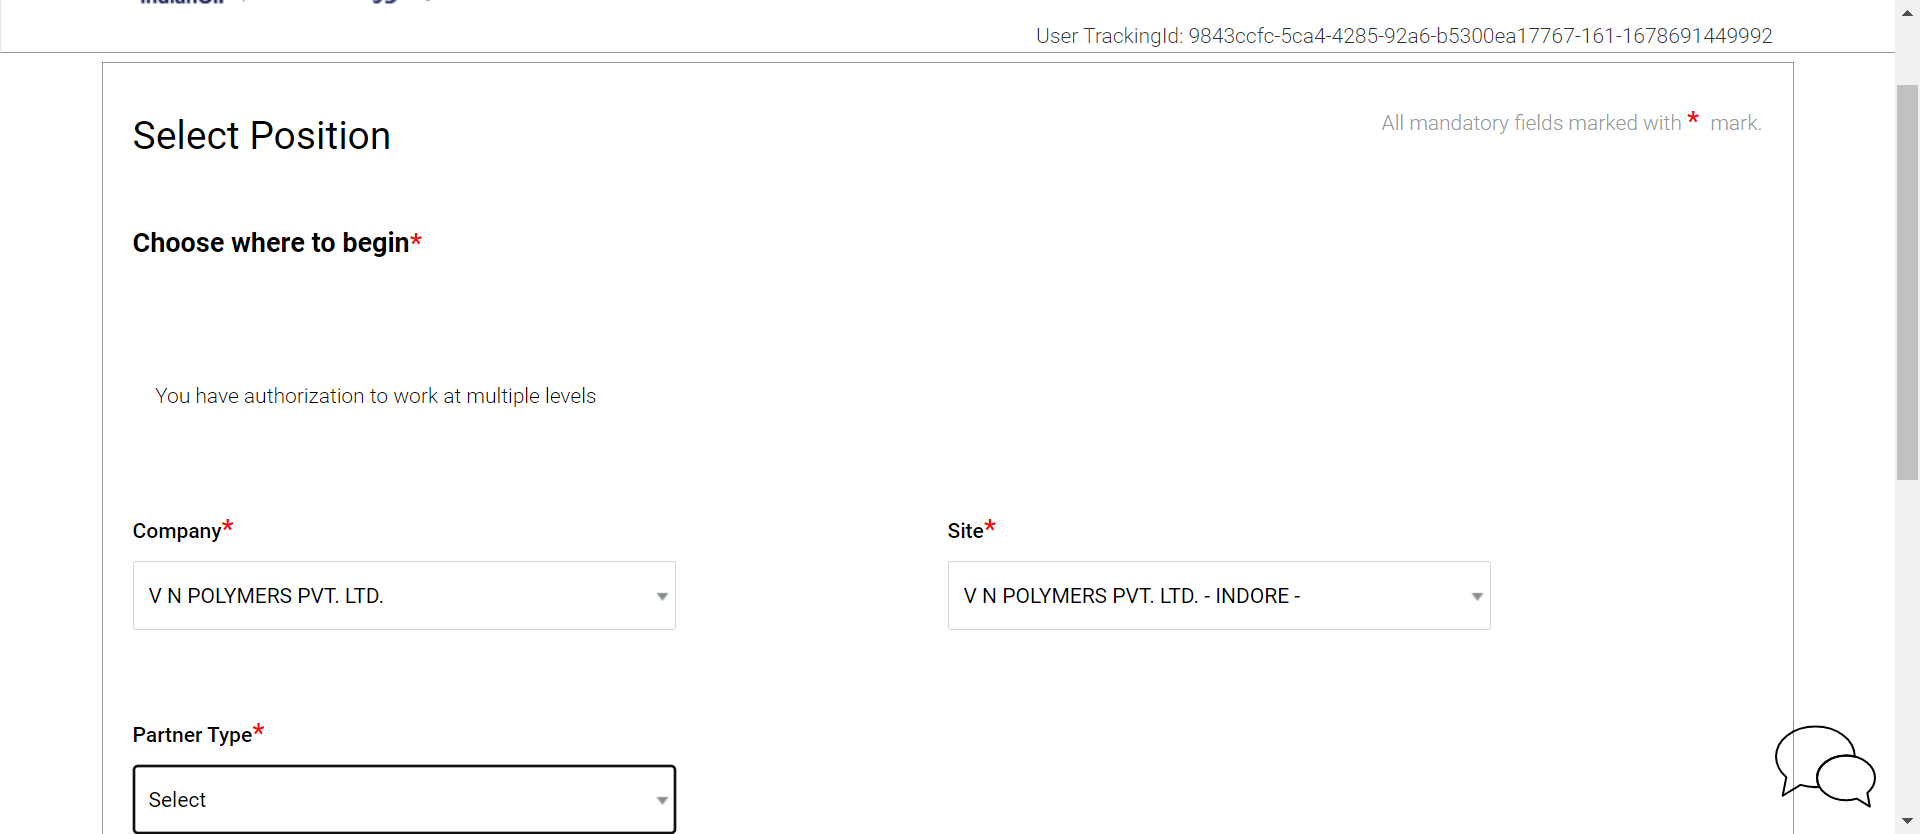 User TrackingId: 9843ccfc-5ca4-4285-92a6-b5300ea17767-161-1678691449992
Select Position
All mandatory fields marked with * mark.
Choose where to begin*
You have authorization to work at multiple levels
Company*
Site*
V N POLYMERS PVT. LTD.
V N POLYMERS PVT. LTD. - INDORE -
Partner Type*
Select